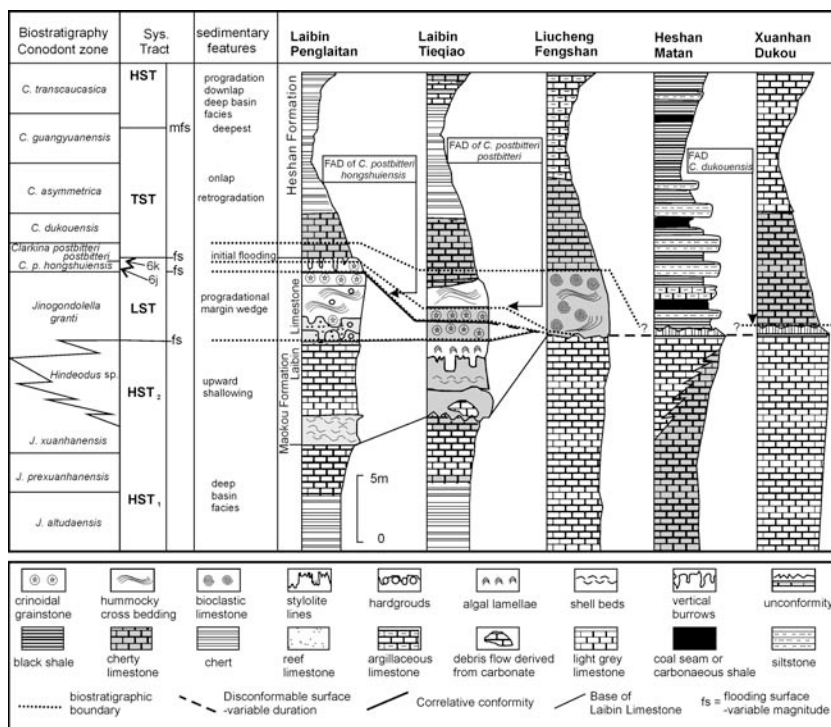 Biostratigraphy
Conodont zone
Sys.
Tract
sedimentary
features
Laibin
Penglaitan
Laibin
Tieqiao
Liucheng
Fengshan
Heshan
Matan
Xuanhan
Dukou
C. transcaucasica
C. guangyuanensis
C. asymmetrica
C. dukouensis
Clarkina postbitteri
postbitteri
C. p. hongshuiensis
Jinogondolella
granti
Hindeodus sp.
J. xuanhanensis
J. prexuanhanensis
J. altudaensis
HST
mfs
TST
fs
6k
fs
6j
LST
fs
HST 2
HST 1
progradation
downlap
deep basin
facies
deepest
onlap
retrogradation
initial flooding
progradational
margin wedge
upward
shallowing
deep
basin
facies
Heshan Formation
Maokou Formation
Laibin Limestone
FAD of C. postbitteri
hongshuiensis
FAD of C. postbitteri
postbitteri
FAD
C. dukouensis
?
?
5m
0
crinoidal
grainstone
hummocky
cross bedding
bioclastic
limestone
stylolite
lines
hardgrouds
algal lamellae
shell beds
vertical
burrows
unconformity
black shale
cherty
limestone
chert
reef
limestone
argillaceous
limestone
debris flow derived
from carbonate
light grey
limestone
coal seam or
carbonaeous shale
siltstone
biostratigraphic
boundary
Disconformable surface
-variable duration
Correlative conformity
Base of
Laibin Limestone
fs = flooding surface
-variable magnitude